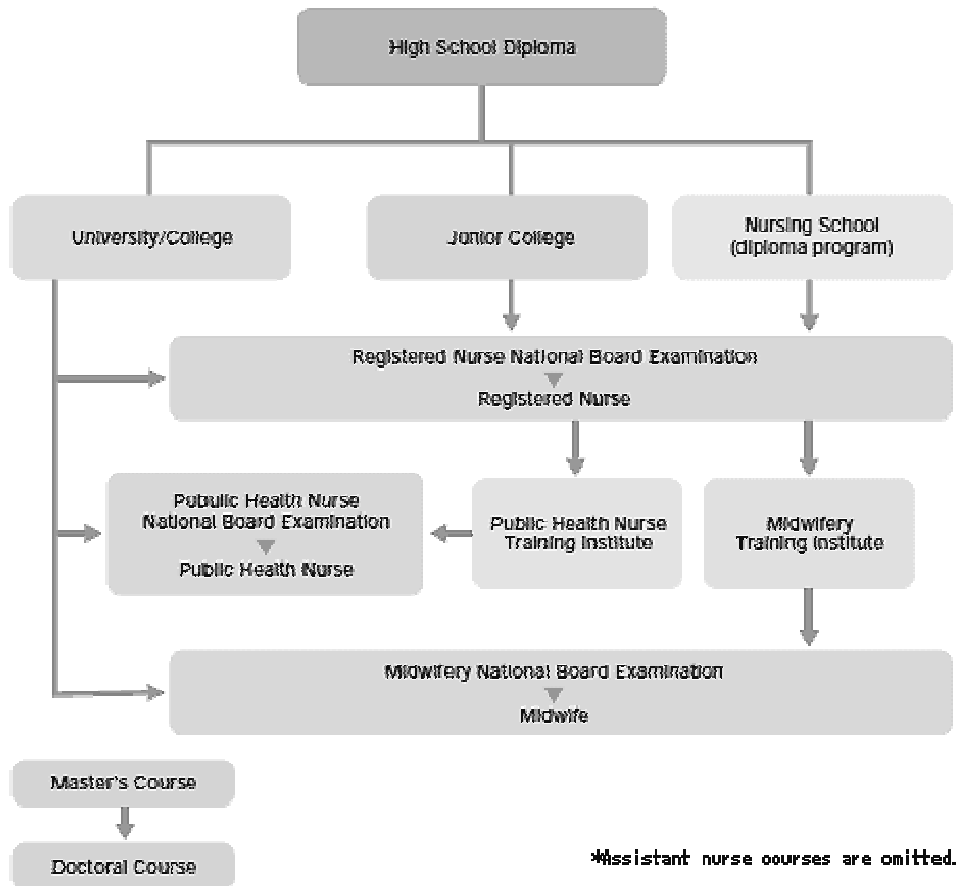 High School Diploma
University/College
Junior College
Nursing School
(diploma program)
Registered Nurse National Board Examination
Registered Nurse
Pubulic Health Nurse
National Board Examination
Public Health Nurse
Public Health Nurse
Training Institute
Midwifery
Training Institute
Midwifery National Board Examination
Midwife
Master's Course
Doctoral Course
*Assistant nurse courses are omitted.